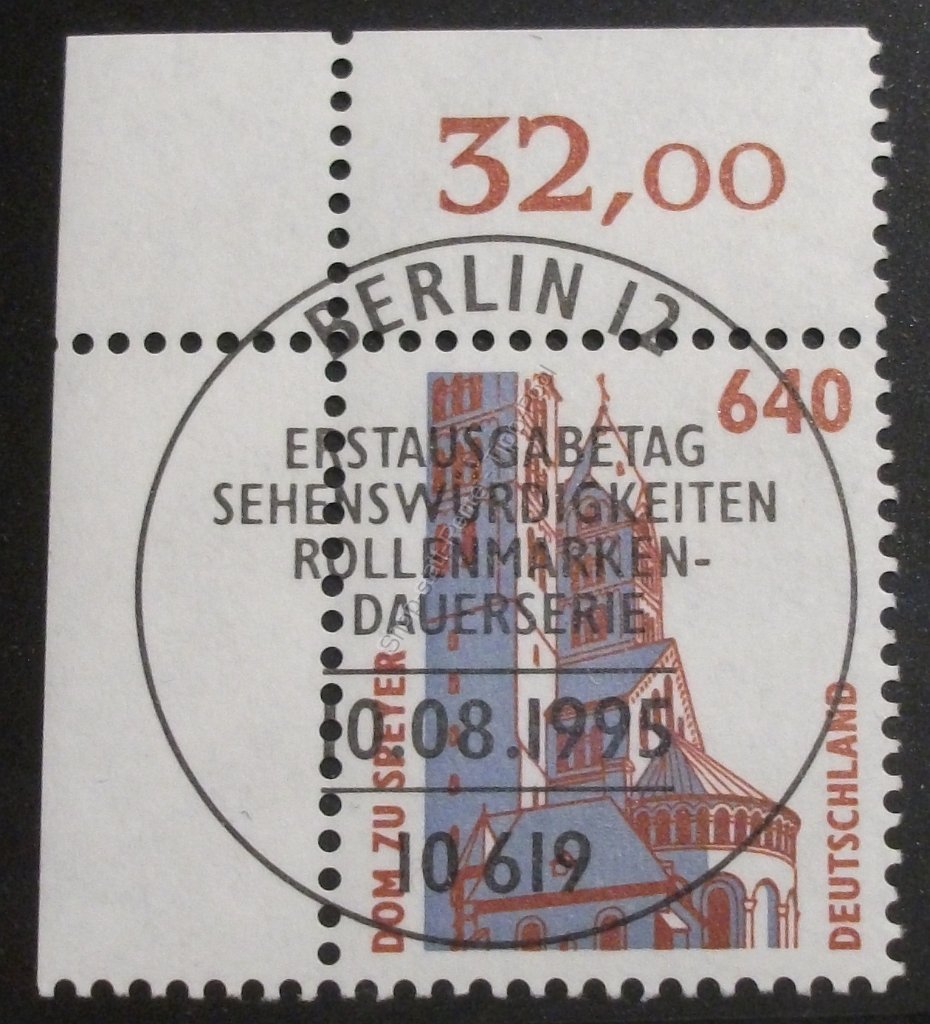 32,00
BERLIN 12
640
ERSTAUSGABETAG
SEHENSWÜRDIGKEITEN
ROLLENMARKEN-
DAUERSERIE
10.08.1995
10619
DOM ZU SPEYER
DEUTSCHLAND